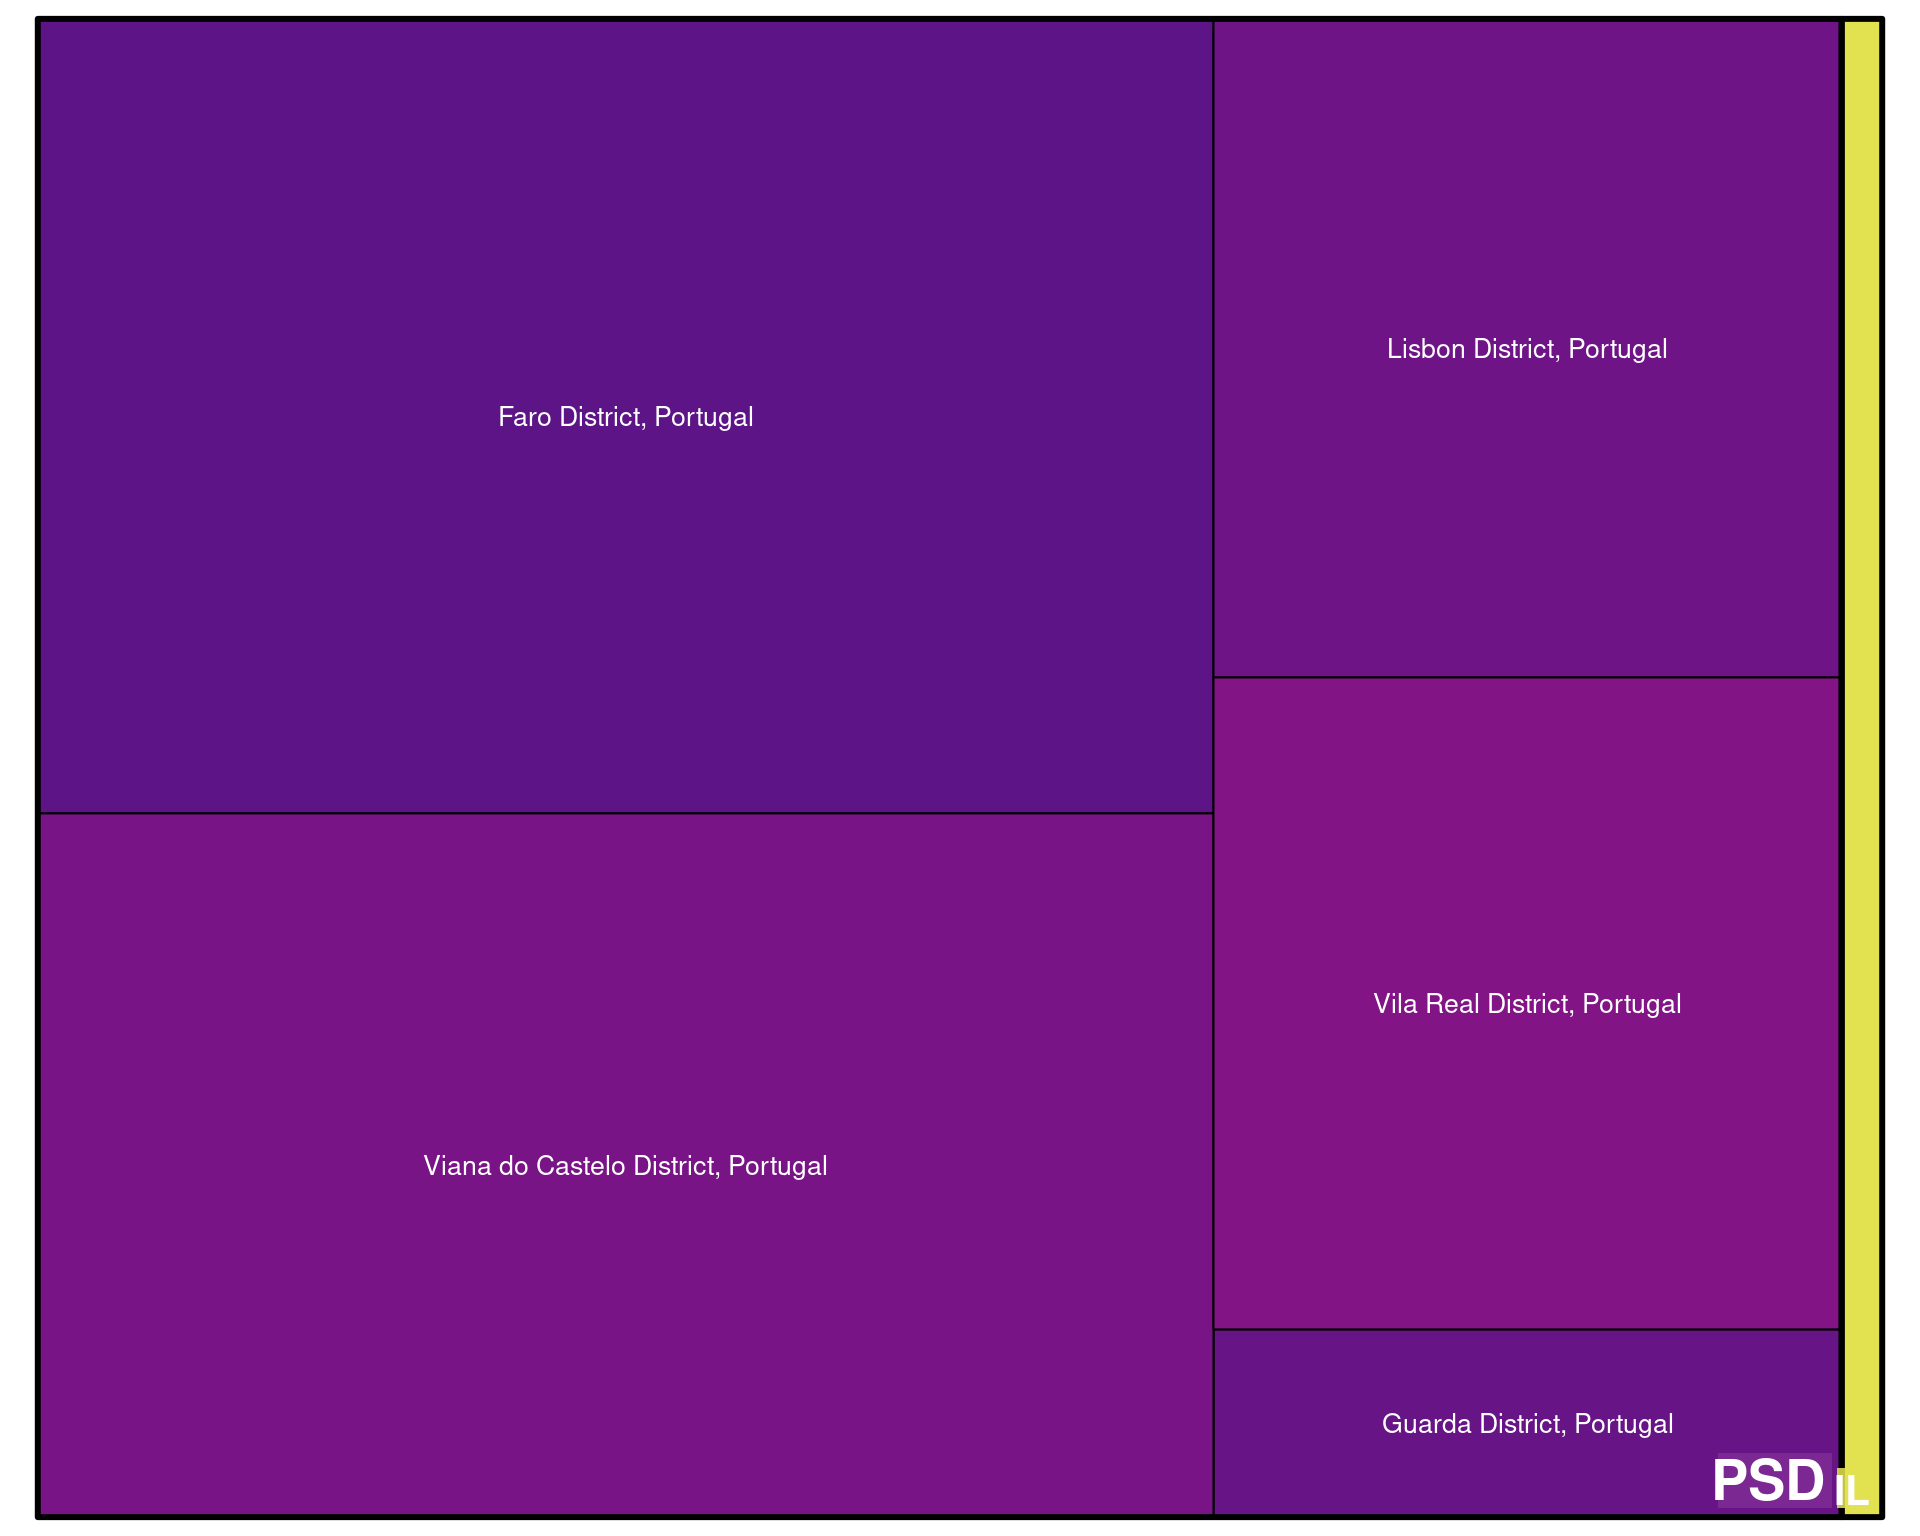 Faro District, Portugal
Lisbon District, Portugal
Viana do Castelo District, Portugal
Vila Real District, Portugal
Guarda District, Portugal
PSD
IL